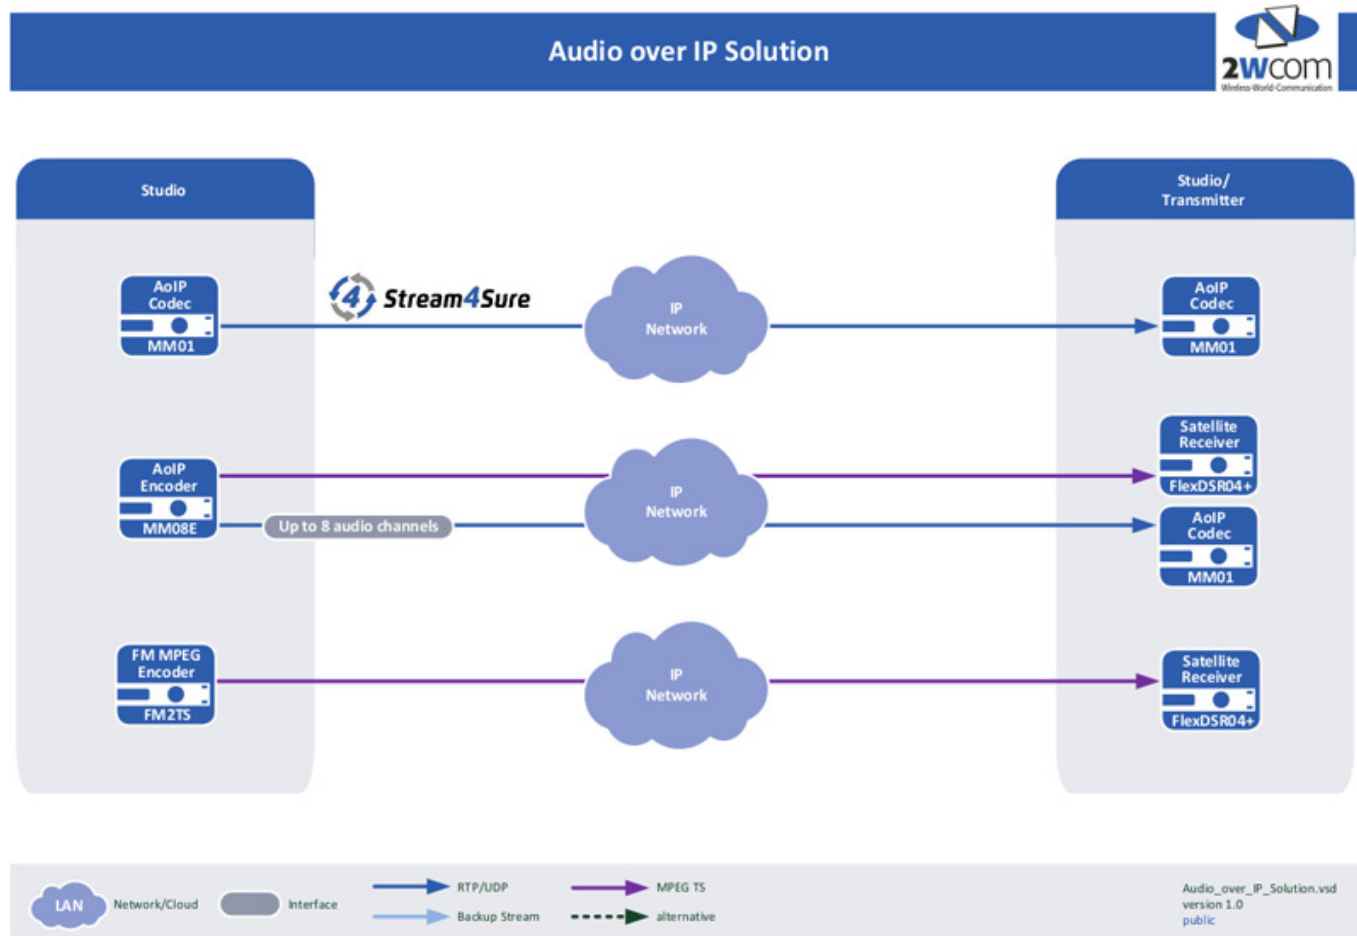 Audio over IP Solution
2Wcom
Wireless-World-Communication
Studio
Studio/
Transmitter
AoIP
Codec
MM01
4 Stream4Sure
IP
Network
AoIP
Codec
MM01
AoIP
Encoder
MM08E
Up to 8 audio channels
IP
Network
Satellite
Receiver
FlexDSR04+
AoIP
Codec
MM01
FM MPEG
Encoder
FM2TS
IP
Network
Satellite
Receiver
FlexDSR04+
LAN
Network/Cloud
Interface
RTP/UDP
Backup Stream
MPEG TS
alternative
Audio_over_IP_Solution.vsd
version 1.0
public